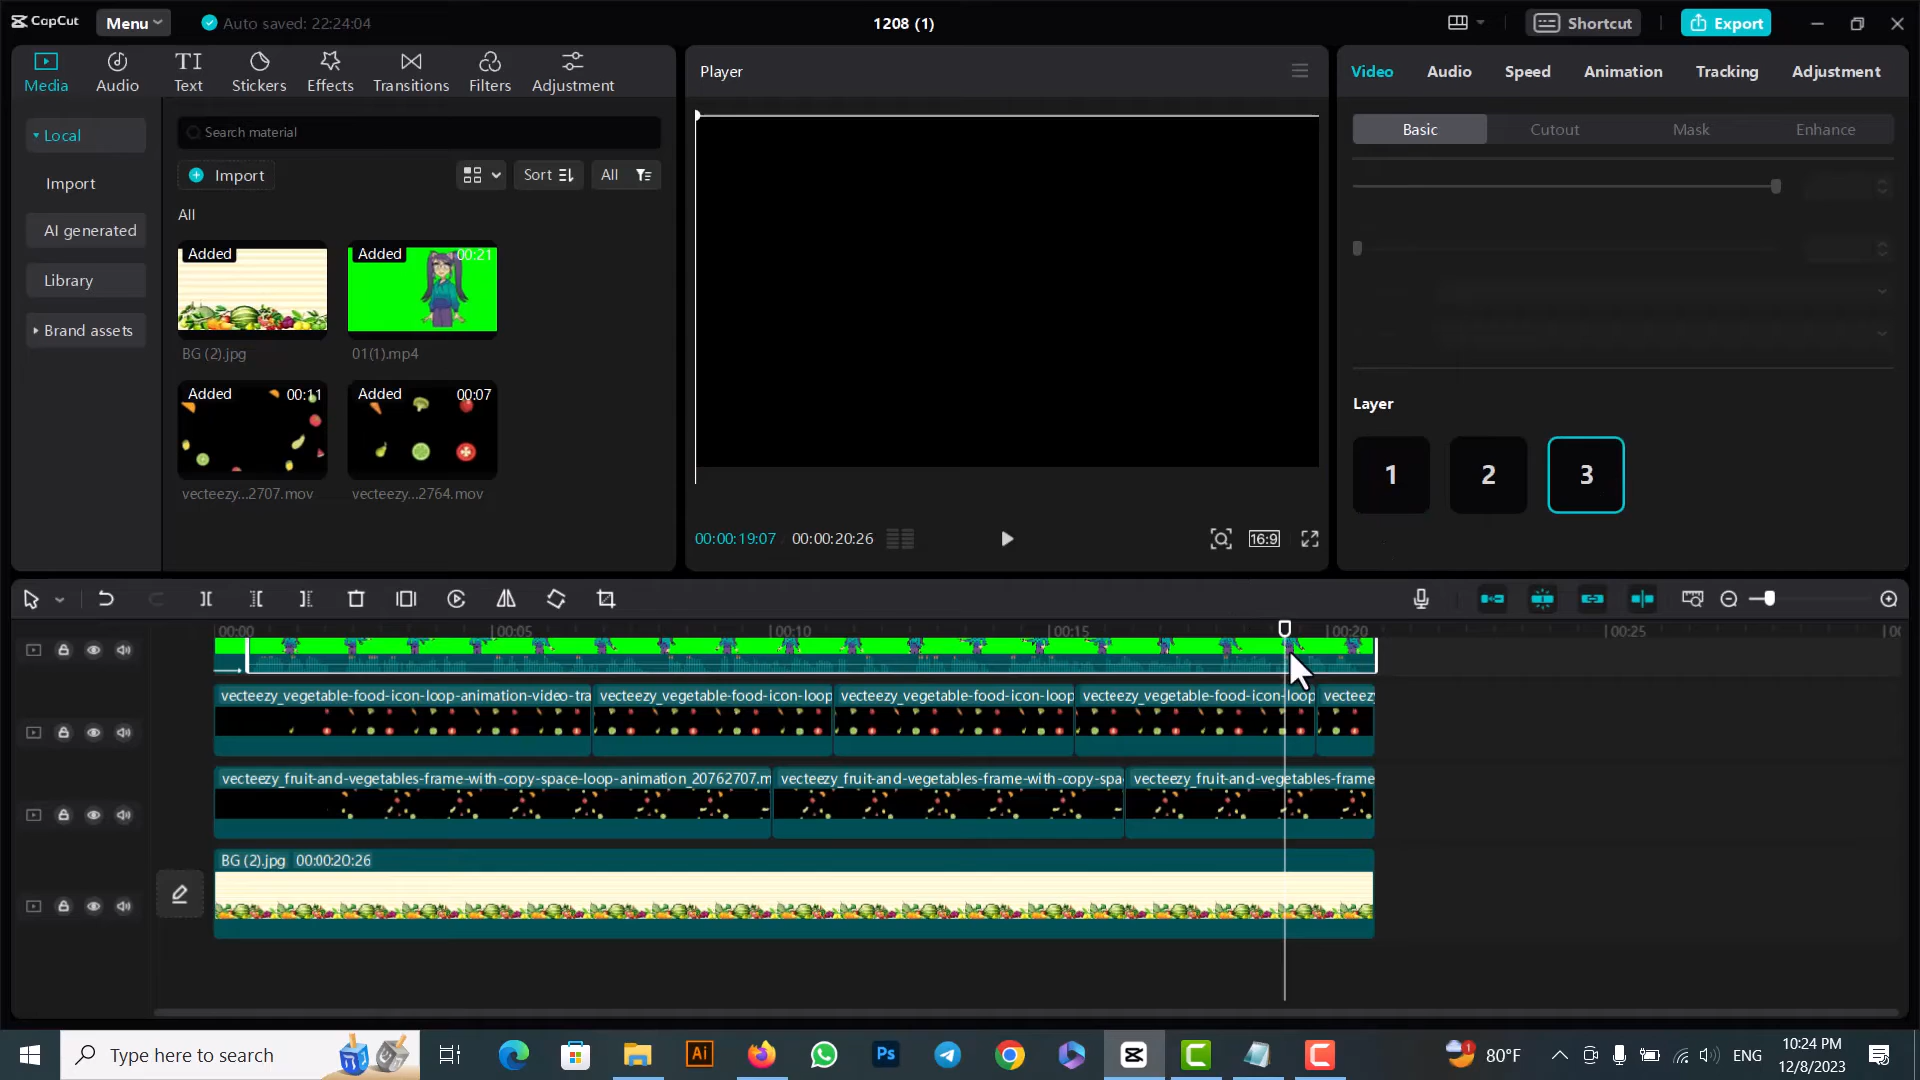 CapCut
Menu
Auto saved: 22:24:04
1208 (1)
Shortcut
Export
Media
Audio
Text
Stickers
Effects
Transitions
Filters
Adjustment
Player
Video
Audio
Speed
Animation
Tracking
Adjustment
Local
Import
AI generated
Library
Brand assets
Search material
Import
Sort
All
All
Added
Added
00:21
BG (2).jpg
01(1).mp4
Added
00:11
Added
00:07
vecteezy...2707.mov
vecteezy...2764.mov
00:00:19:07
00:00:20:26
16:9
Basic
Cutout
Mask
Enhance
Layer
1
2
3
00:00
00:05
00:10
00:15
00:20
00:25
vecteezy_vegetable-food-icon-loop-animation-video-tra
vecteezy_vegetable-food-icon-loop
vecteezy_vegetable-food-icon-loop
vecteezy_vegetable-food-icon-loop
vecteezy
vecteezy_fruit-and-vegetables-frame-with-copy-space-loop-animation_20762707.m
vecteezy_fruit-and-vegetables-frame-with-copy-spa
vecteezy_fruit-and-vegetables-frame
BG (2).jpg 00:00:20:26
Type here to search
Ai
Ps
80°F
ENG
10:24 PM
12/8/2023